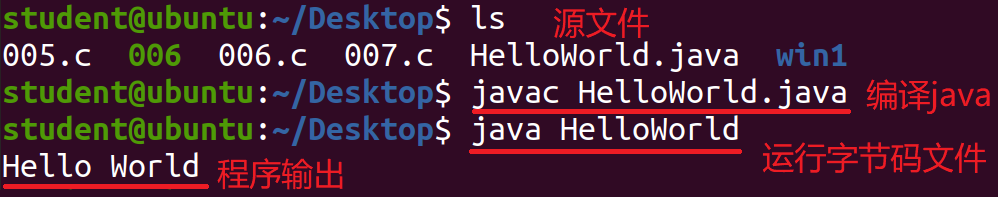 student@ubuntu:~/Desktop$ ls 源文件
005.c 006 006.c 007.c HelloWorld.java win1
student@ubuntu:~/Desktop$ javac HelloWorld.java 编译java
student@ubuntu:~/Desktop$ java HelloWorld
运行字节码文件
Hello World 程序输出